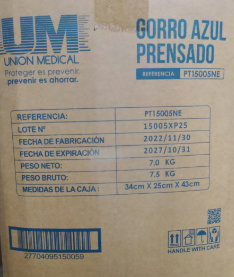 UM
UNION MEDICAL
Proteger es prevenir,
prevenir es ahorrar.
GORRO AZUL
PRENSADO
REFERENCIA PT15005NE
REFERENCIA: PT15005NE
LOTE N° 15005XP25
FECHA DE FABRICACIÓN 2022/11/30
FECHA DE EXPIRACIÓN 2027/10/31
PESO NETO: 7.0 KG
PESO BRUTO: 7.5 KG
MEDIDAS DE LA CAJA: 34cm X 25cm X 43cm
27704095150059
HANDLE WITH CARE